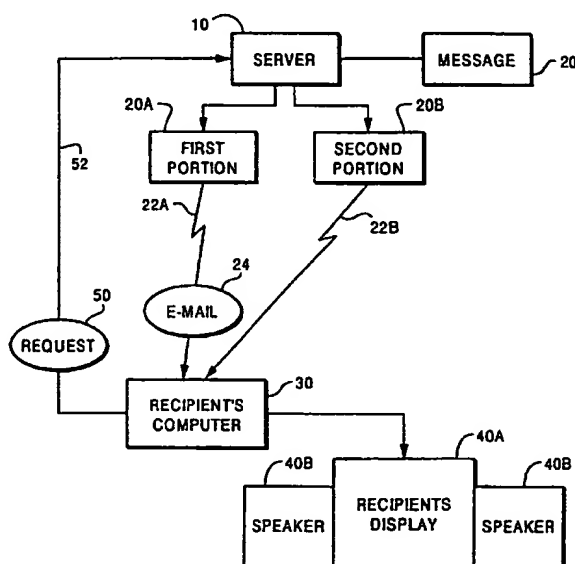 10
SERVER
MESSAGE
20
20A
20B
FIRST
PORTION
SECOND
PORTION
52
22A
22B
24
E-MAIL
50
REQUEST
30
RECIPIENT'S
COMPUTER
40A
40B
40B
SPEAKER
RECIPIENTS
DISPLAY
SPEAKER